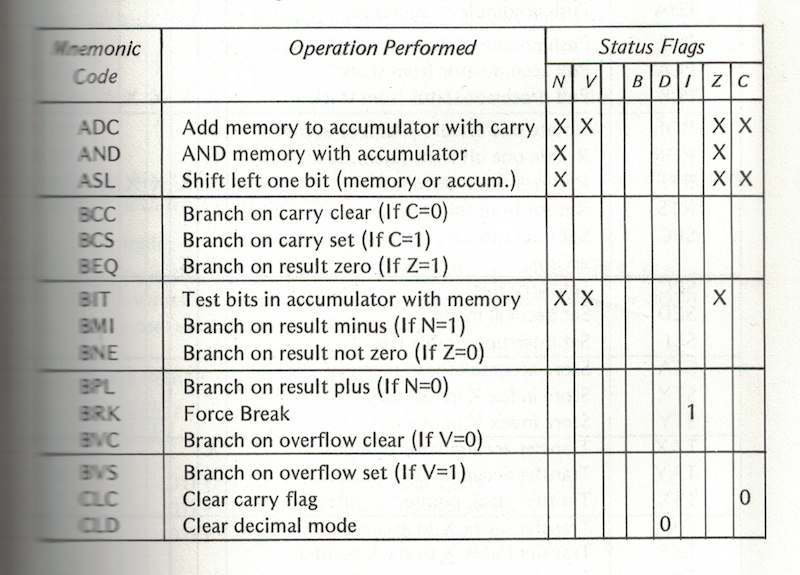 Mnemonic Operation Performed Status Flags
Code N V B D I Z C
ADC Add memory to accumulator with carry X X X X
AND AND memory with accumulator X X
ASL Shift left one bit (memory or accum.) X X X
BCC Branch on carry clear (If C=0)
BCS Branch on carry set (If C=1)
BEQ Branch on result zero (If Z=1)
BIT Test bits in accumulator with memory X X X
BMI Branch on result minus (If N=1)
BNE Branch on result not zero (If Z=0)
BPL Branch on result plus (If N=0)
BRK Force Break 1
BVC Branch on overflow clear (If V=0)
BVS Branch on overflow set (If V=1)
CLC Clear carry flag 0
CLD Clear decimal mode 0